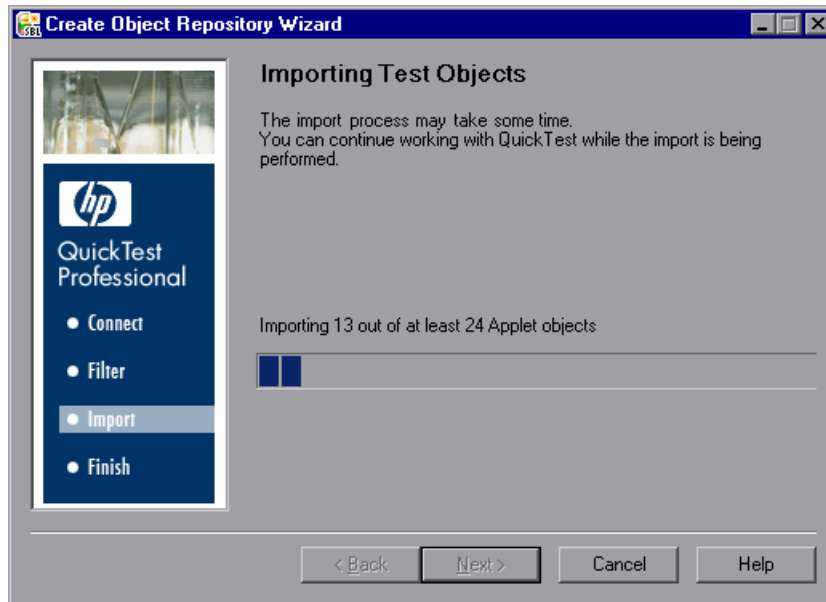 SBL Create Object Repository Wizard
Importing Test Objects
The import process may take some time.
You can continue working with QuickTest while the import is being
performed.
hp
QuickTest
Professional
Connect
Filter
Import
Finish
Importing 13 out of at least 24 Applet objects
< Back
Next >
Cancel
Help